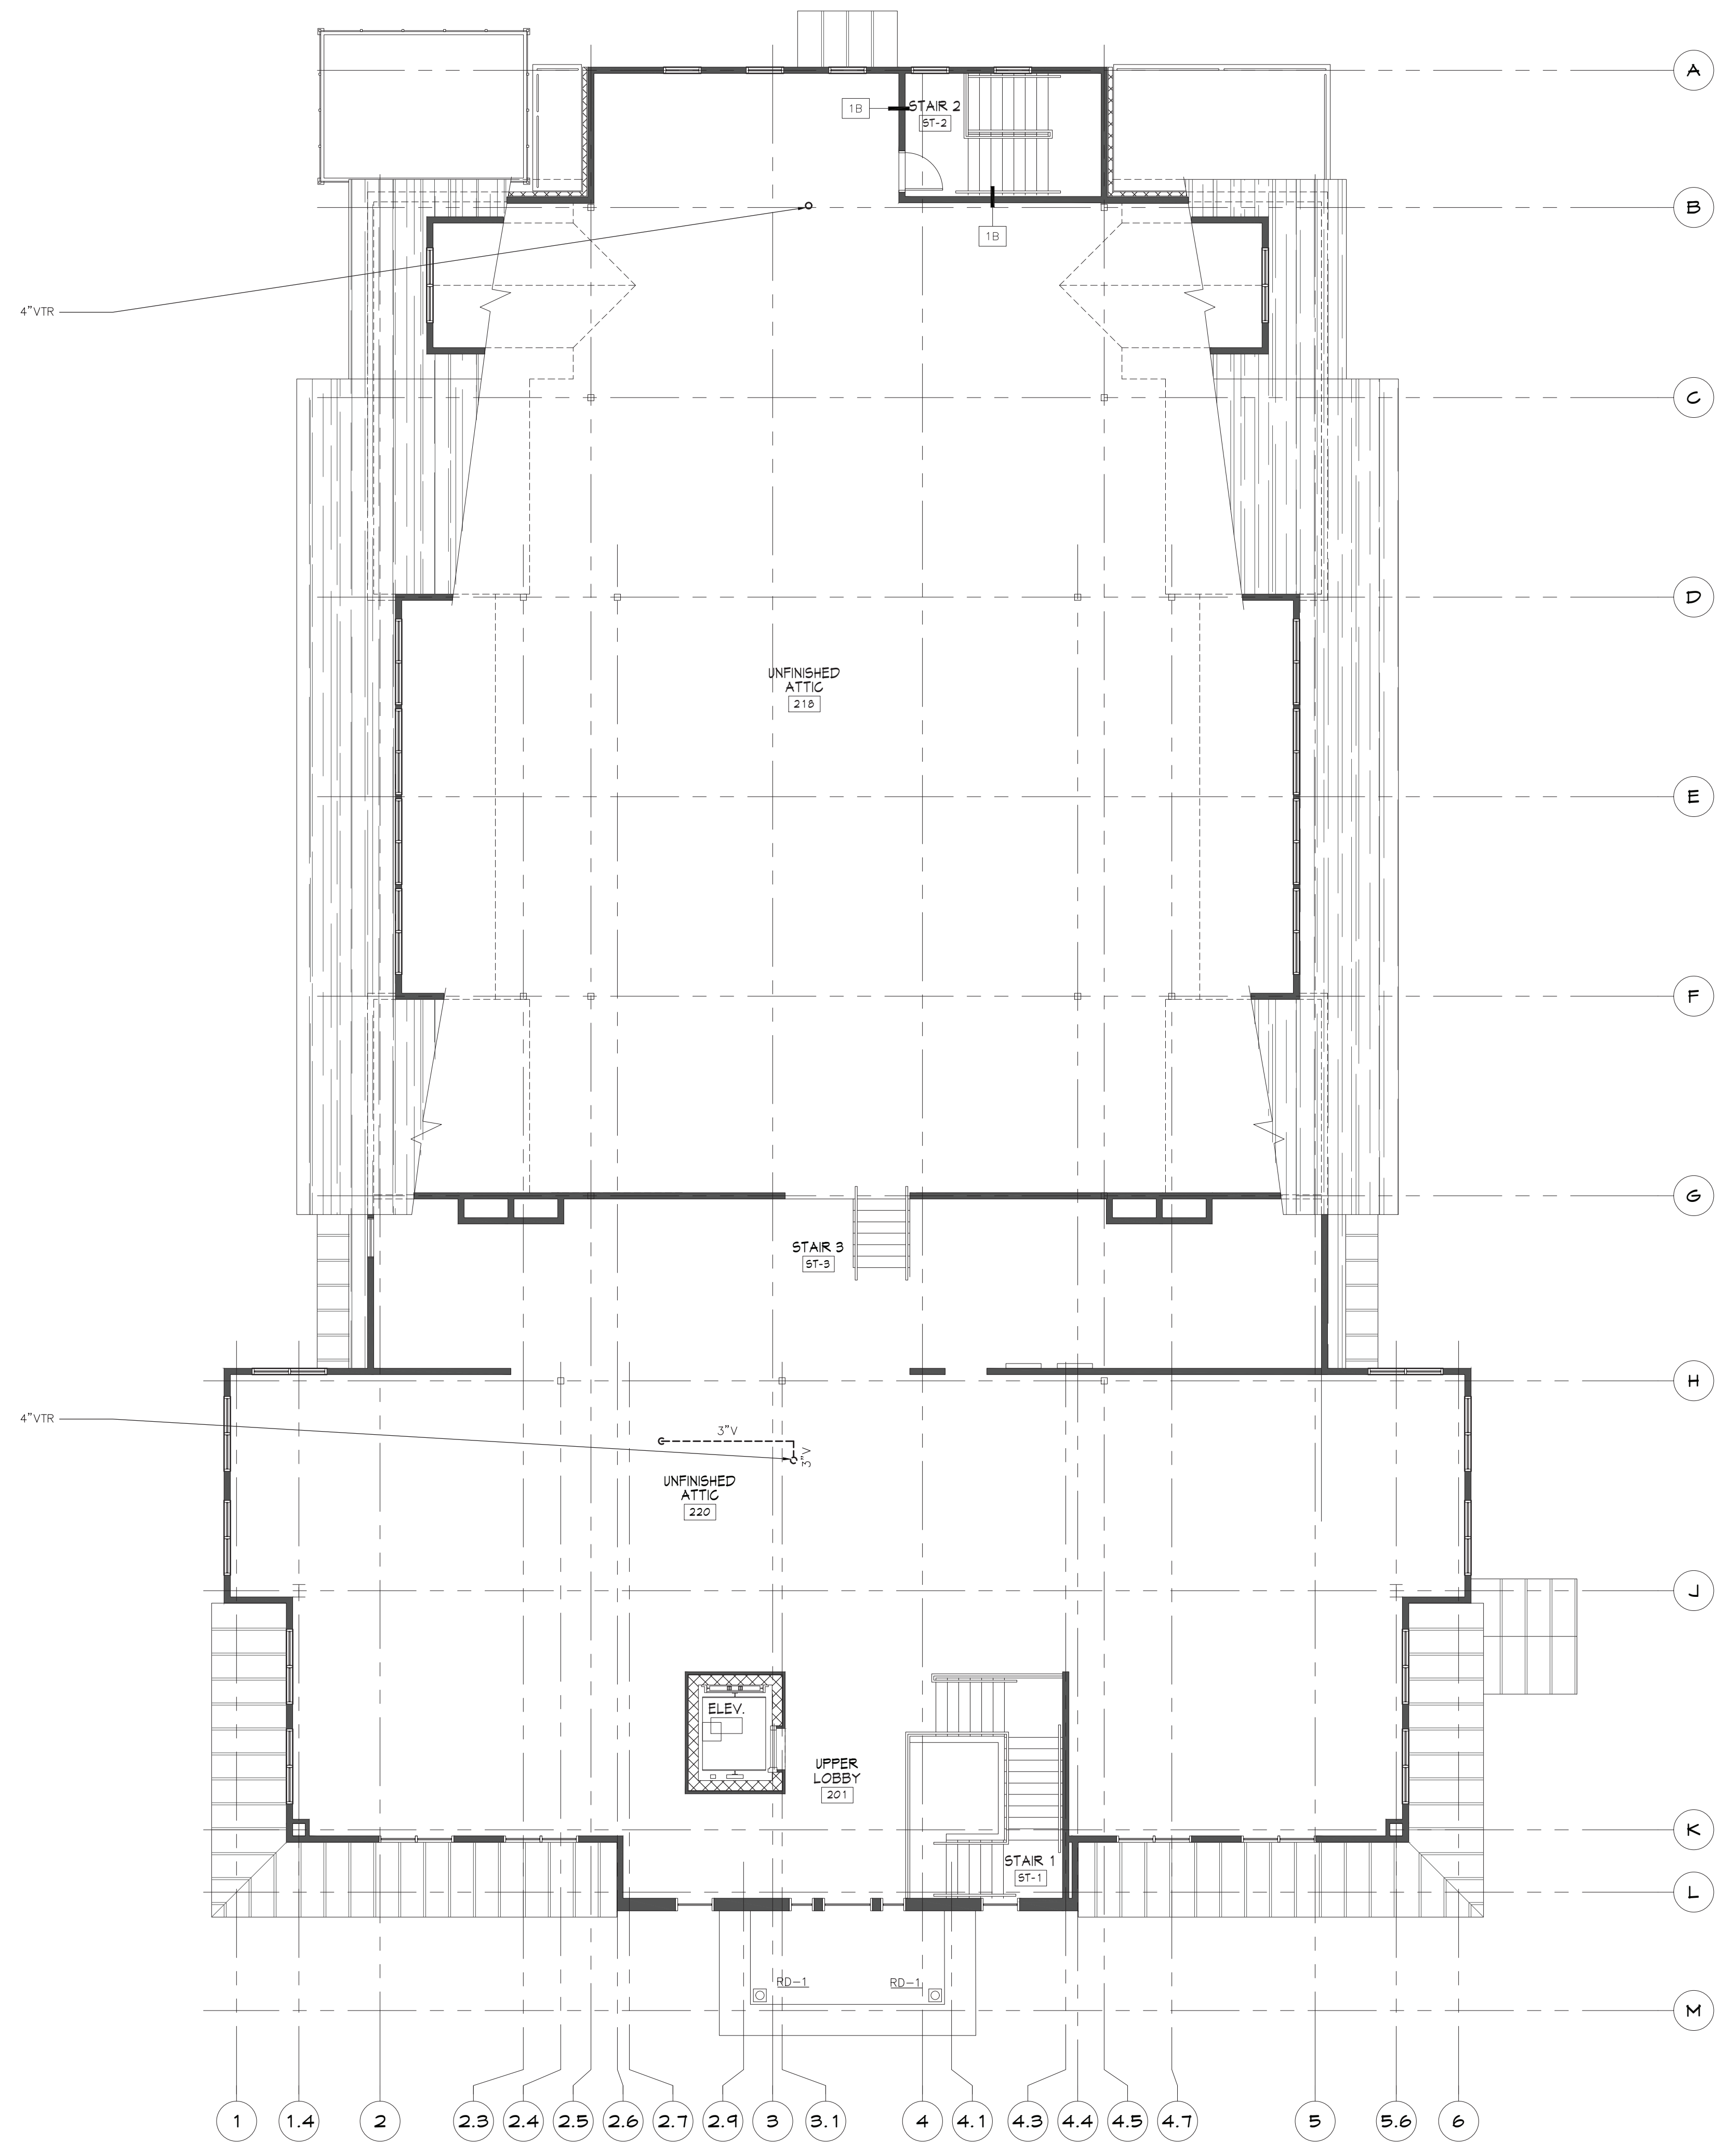 A
STAIR 2
ST-2
1B
B
1B
4"VTR
C
D
UNFINISHED
ATTIC
218
E
F
G
STAIR 3
ST-3
H
4"VTR
3"V
3"V
UNFINISHED
ATTIC
220
J
ELEV.
UPPER
LOBBY
201
K
STAIR 1
ST-1
L
RD-1
RD-1
M
1
1.4
2
2.3
2.4
2.5
2.6
2.7
2.9
3
3.1
4
4.1
4.3
4.4
4.5
4.7
5
5.6
6